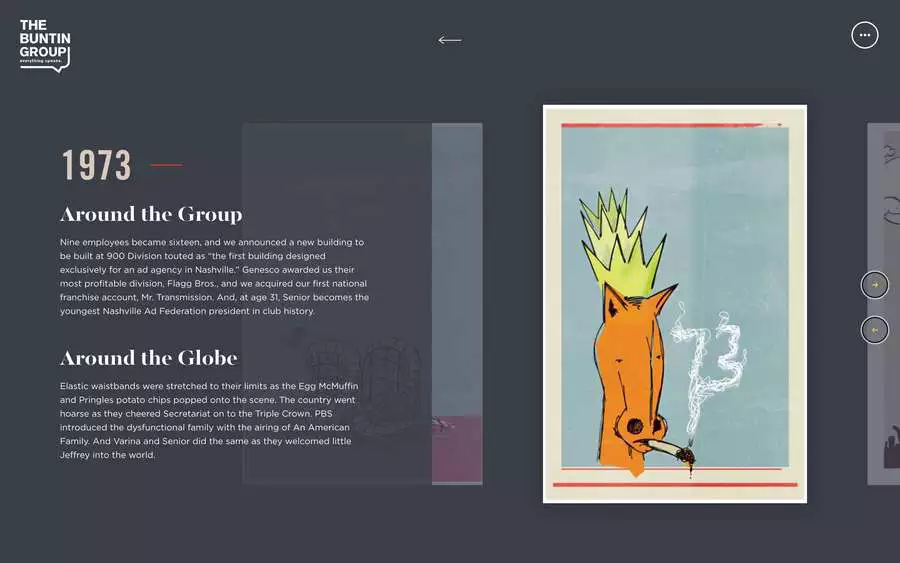 THE
BUNTIN
GROUP
everything speaks.
1973
Around the Group
Nine employees became sixteen, and we announced a new building to
be built at 900 Division touted as “the first building designed
exclusively for an ad agency in Nashville.” Genesco awarded us their
most profitable division, Flagg Bros., and we acquired our first national
franchise account, Mr. Transmission. And, at age 31, Senior becomes the
youngest Nashville Ad Federation president in club history.
Around the Globe
Elastic waistbands were stretched to their limits as the Egg McMuffin
and Pringles potato chips popped onto the scene. The country went
hoarse as they cheered Secretariat on to the Triple Crown. PBS
introduced the dysfunctional family with the airing of An American
Family. And Varina and Senior did the same as they welcomed little
Jeffrey into the world.
73